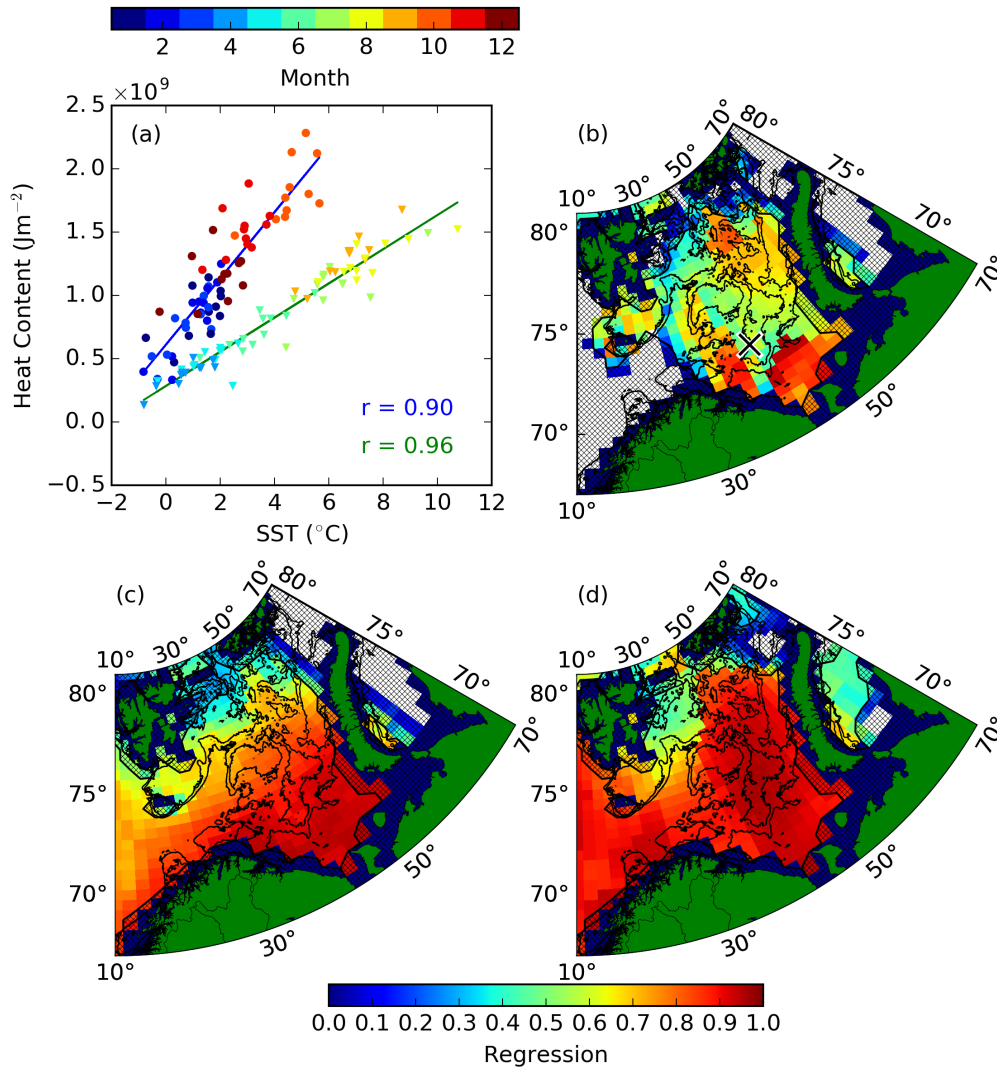 2 4 6 8 10 12
Month
×10⁹
2.5
2.0
1.5
1.0
0.5
0.0
−0.5
Heat Content (Jm⁻²)
(a)
r = 0.90
r = 0.96
−2 0 2 4 6 8 10 12
SST (°C)
(b)
10° 30° 50° 70° 80°
75°
70°
70°
80°
75°
70°
50°
30°
10°
(c)
10° 30° 50° 70° 80°
75°
70°
70°
80°
75°
70°
50°
30°
10°
(d)
10° 30° 50° 70° 80°
75°
70°
70°
80°
75°
70°
50°
30°
10°
0.0 0.1 0.2 0.3 0.4 0.5 0.6 0.7 0.8 0.9 1.0
Regression